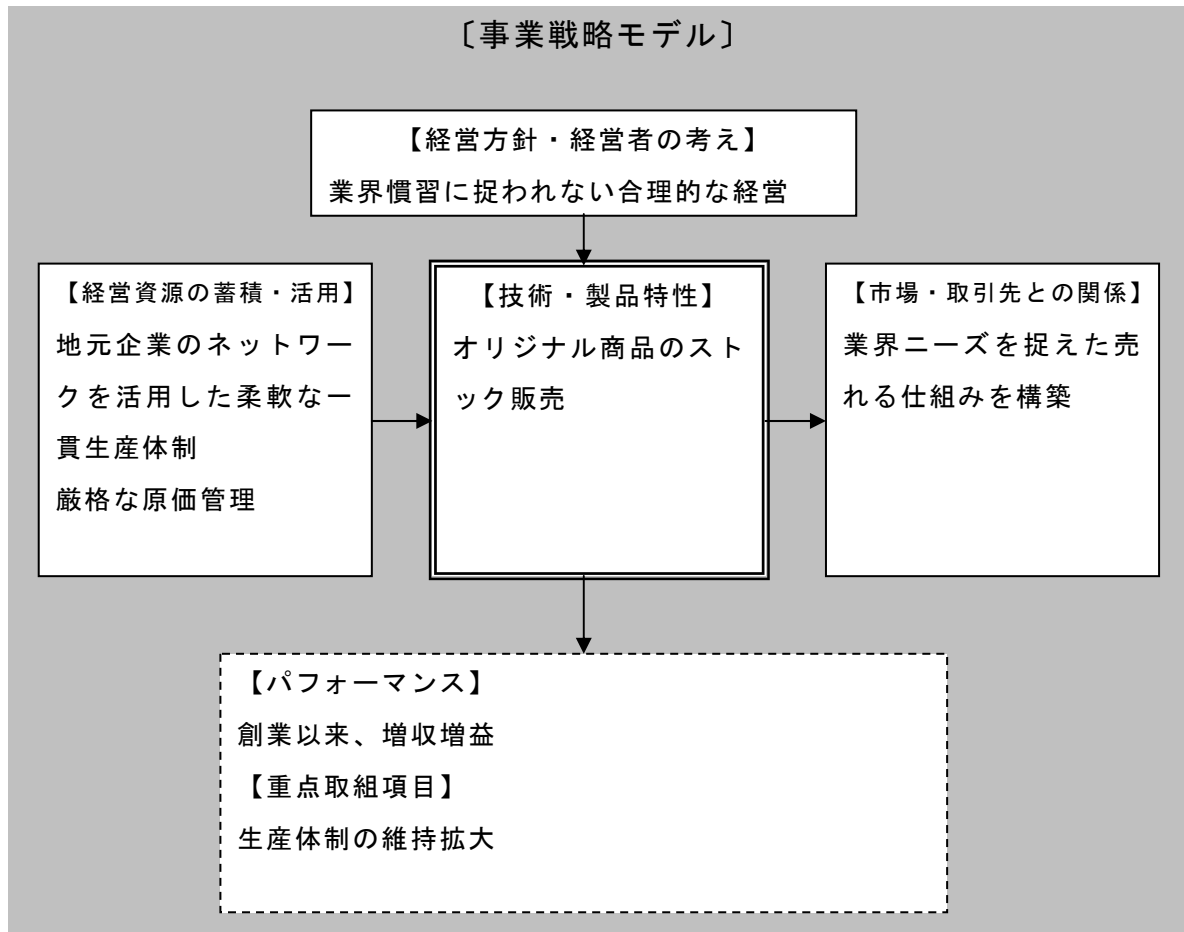 〔事業戦略モデル〕
【経営方針・経営者の考え】
業界慣習に捉われない合理的な経営
【経営資源の蓄積・活用】
地元企業のネットワー
クを活用した柔軟な一
貫生産体制
厳格な原価管理
【技術・製品特性】
オリジナル商品のスト
ック販売
【市場・取引先との関係】
業界ニーズを捉えた売
れる仕組みを構築
【パフォーマンス】
創業以来、増収増益
【重点取組項目】
生産体制の維持拡大